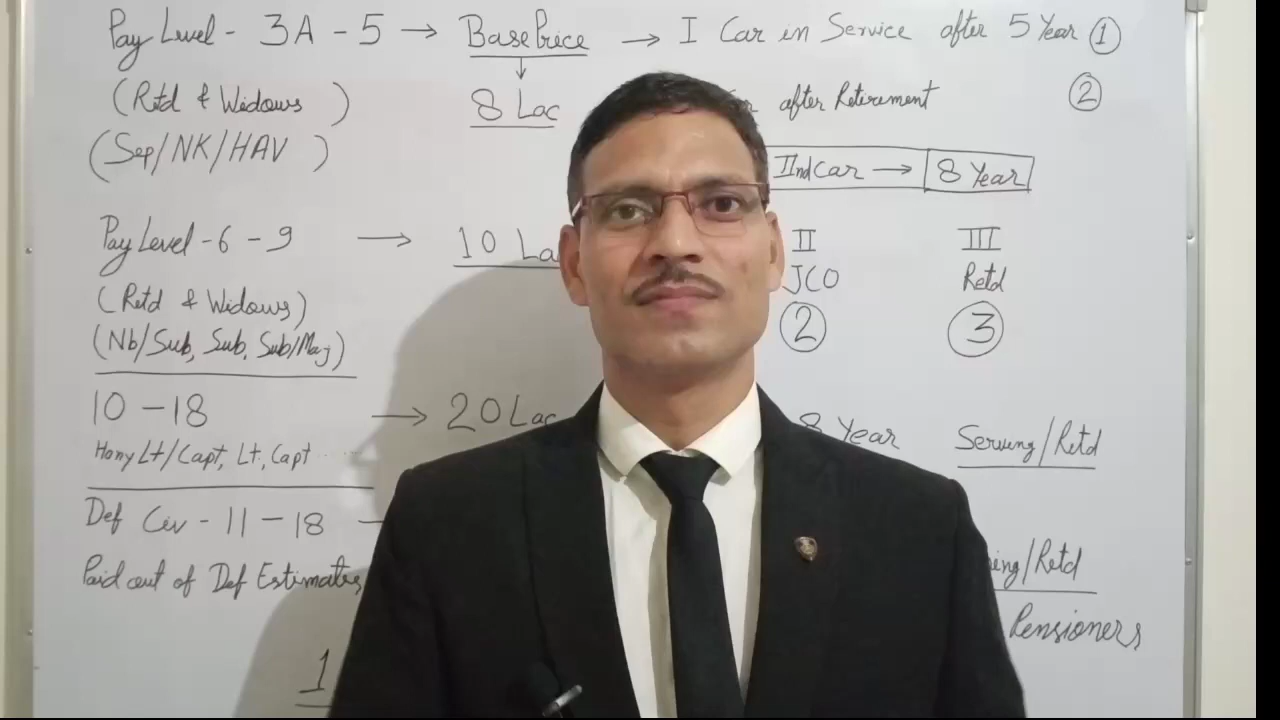 Pay Level - 3A - 5 → Base Price → I Car in Service after 5 Year ①
↓
(Retd & Widows) 8 Lac after Retirement ②
(Sep/NK/HAV)
IInd Car → 8 Year
Pay Level - 6 - 9 → 10 La II III
(Retd & Widows) JCO Retd
(Nb/Sub, Sub, Sub/Maj) ② ③
10 - 18 → 20 Lac 8 Year Serving/Retd
Hony Lt/Capt, Lt, Capt ....
Def Civ - 11 - 18
Paid out of Def Estimates, ing/Retd
Pensioners
1